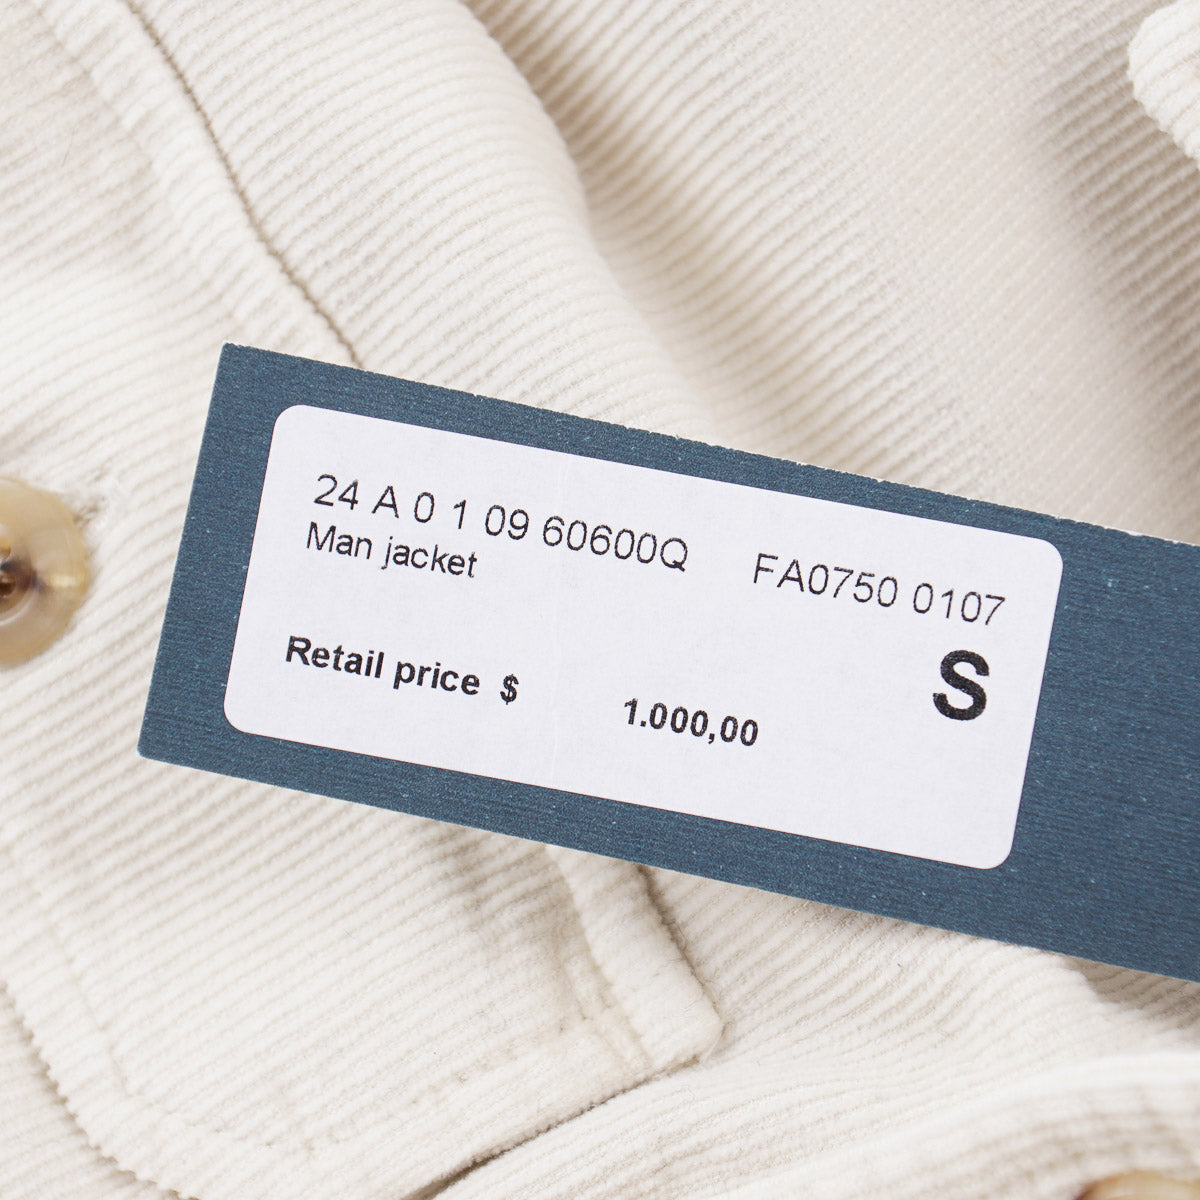 24 A 0 1 09 60600Q FA0750 0107
Man jacket
S
Retail price $ 1.000,00